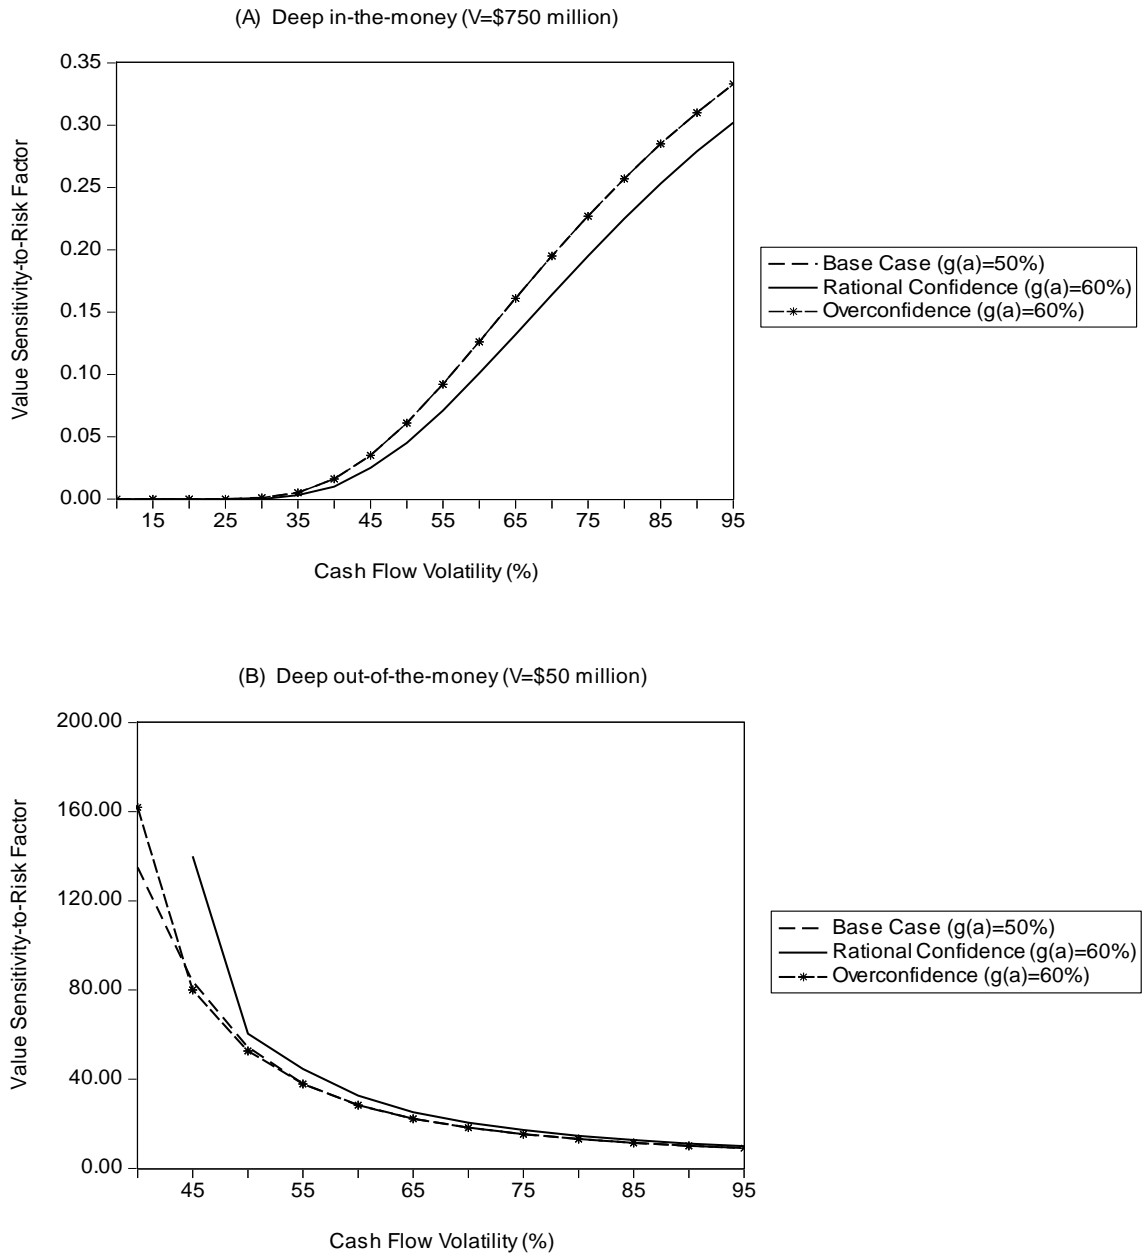 (A) Deep in-the-money (V=$750 million)
0.35
0.30
0.25
0.20
0.15
0.10
0.05
0.00
15 25 35 45 55 65 75 85 95
Value Sensitivity-to-Risk Factor
Cash Flow Volatility (%)
Base Case (g(a)=50%)
Rational Confidence (g(a)=60%)
Overconfidence (g(a)=60%)
(B) Deep out-of-the-money (V=$50 million)
200.00
160.00
120.00
80.00
40.00
0.00
45 55 65 75 85 95
Value Sensitivity-to-Risk Factor
Cash Flow Volatility (%)
Base Case (g(a)=50%)
Rational Confidence (g(a)=60%)
Overconfidence (g(a)=60%)